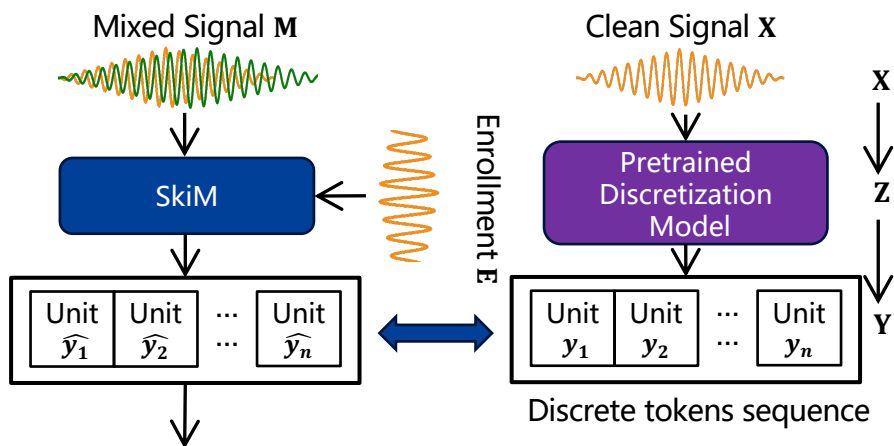 Mixed Signal M
Clean Signal X
SkiM
Enrollment E
Pretrained
Discretization
Model
X
Z
Y
Unit Unit ... Unit
ŷ₁ ŷ₂ ... ŷₙ
Unit Unit ... Unit
y₁ y₂ ... yₙ
Discrete tokens sequence